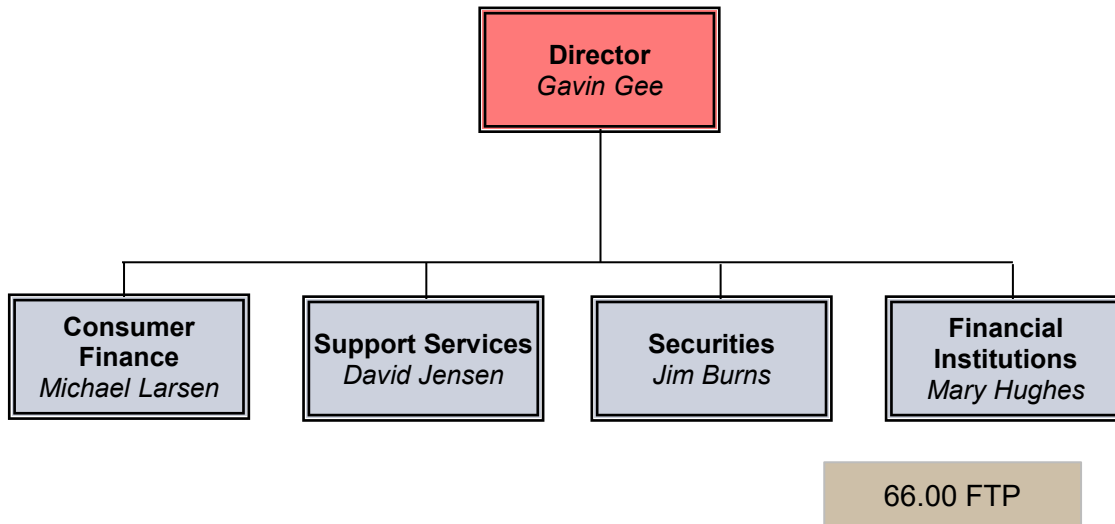 Director
Gavin Gee
Consumer
Finance
Michael Larsen
Support Services
David Jensen
Securities
Jim Burns
Financial
Institutions
Mary Hughes
66.00 FTP